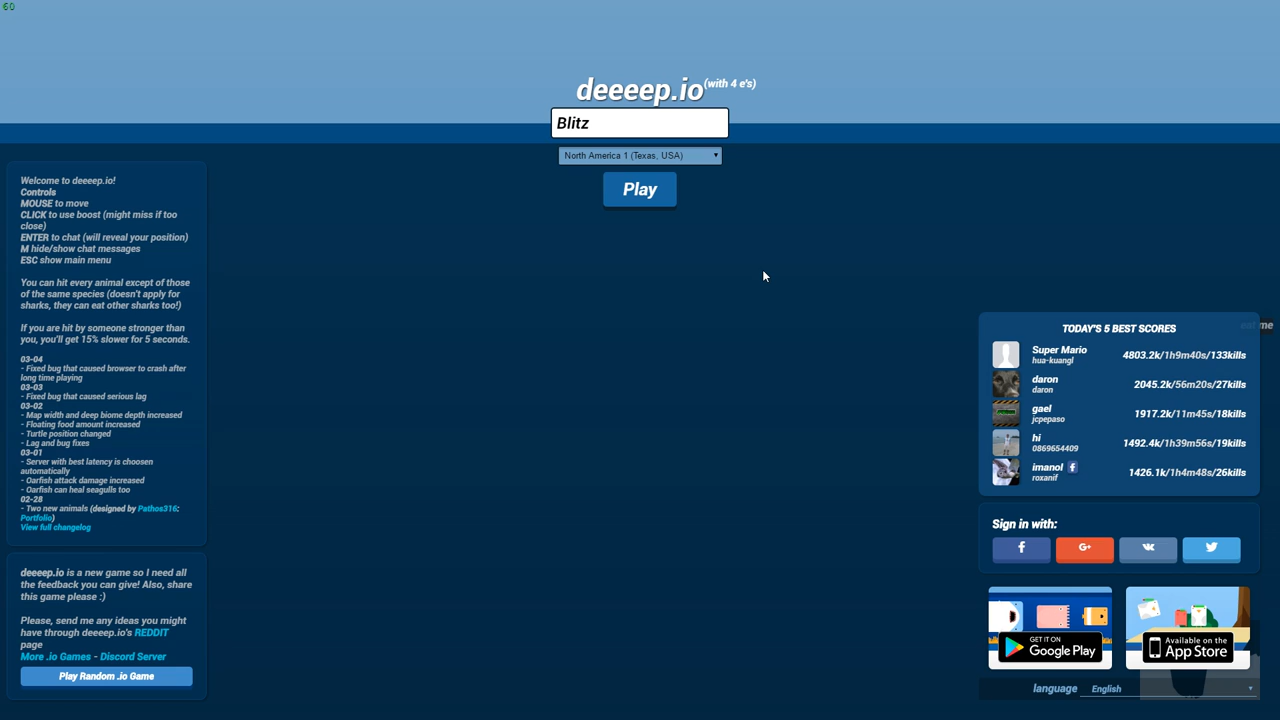 60
deeeep.io(with 4 e's)
Blitz
North America 1 (Texas, USA)
Play
Welcome to deeeep.io!
Controls
MOUSE to move
CLICK to use boost (might miss if too
close)
ENTER to chat (will reveal your position)
M hide/show chat messages
ESC show main menu
You can hit every animal except of those
of the same species (doesn't apply for
sharks, they can eat other sharks too!)
If you are hit by someone stronger than
you, you'll get 15% slower for 5 seconds.
03-04
- Fixed bug that caused browser to crash after
long time playing
03-03
- Fixed bug that caused serious lag
03-02
- Map width and deep biome depth increased
- Floating food amount increased
- Turtle position changed
- Lag and bug fixes
03-01
- Server with best latency is choosen
automatically
- Oarfish attack damage increased
- Oarfish can heal seagulls too
02-28
- Two new animals (designed by Pathos316:
Portfolio)
View full changelog
deeeep.io is a new game so I need all
the feedback you can give! Also, share
this game please :)
Please, send me any ideas you might
have through deeeep.io's REDDIT
page
More .io Games - Discord Server
Play Random .io Game
eat me
TODAY'S 5 BEST SCORES
Super Mario
hua-kuangl
4803.2k/1h9m40s/133kills
daron
daron
2045.2k/56m20s/27kills
gael
jcpepaso
1917.2k/11m45s/18kills
hi
0869654409
1492.4k/1h39m56s/19kills
imanol
roxanif
1426.1k/1h4m48s/26kills
Sign in with:
GET IT ON
Google Play
Available on the
App Store
language English